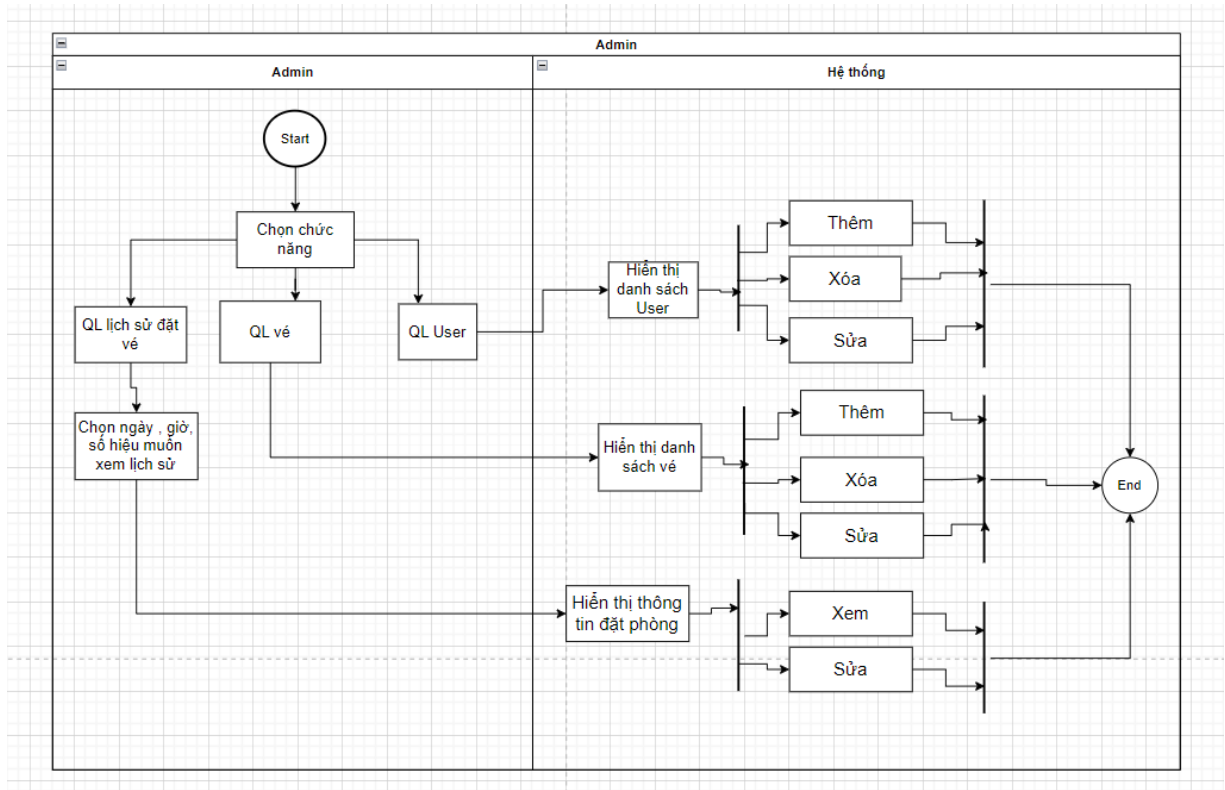 Admin
Admin
Hệ thống
Start
Chọn chức
năng
QL lịch sử đặt
vé
QL vé
QL User
Chọn ngày , giờ,
số hiệu muốn
xem lịch sử
Hiển thị
danh sách
User
Thêm
Xóa
Sửa
Hiển thị danh
sách vé
Thêm
Xóa
Sửa
Hiển thị thông
tin đặt phòng
Xem
Sửa
End